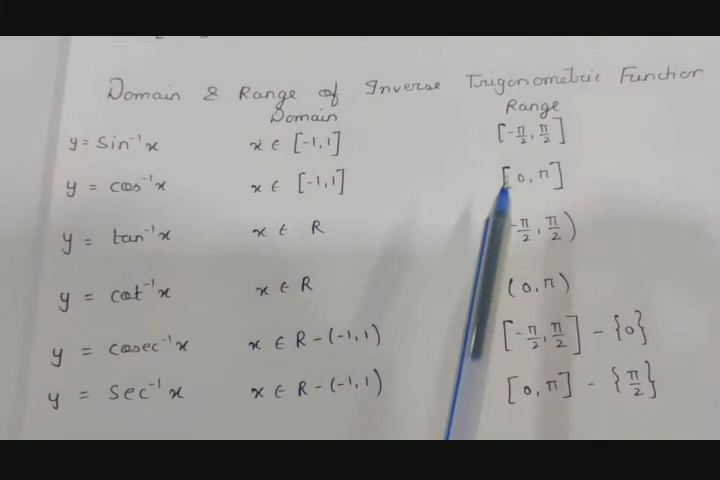 Domain & Range of Inverse Trigonometric Function
Domain Range
y = sin⁻¹x x ∈ [-1,1] [-π/2, π/2]
y = cos⁻¹x x ∈ [-1,1] [0, π]
y = tan⁻¹x x ∈ R -π/2, π/2)
y = cot⁻¹x x ∈ R (0, π)
y = cosec⁻¹x x ∈ R - (-1,1) [-π/2, π/2] - {0}
y = sec⁻¹x x ∈ R - (-1,1) [0, π] - {π/2}